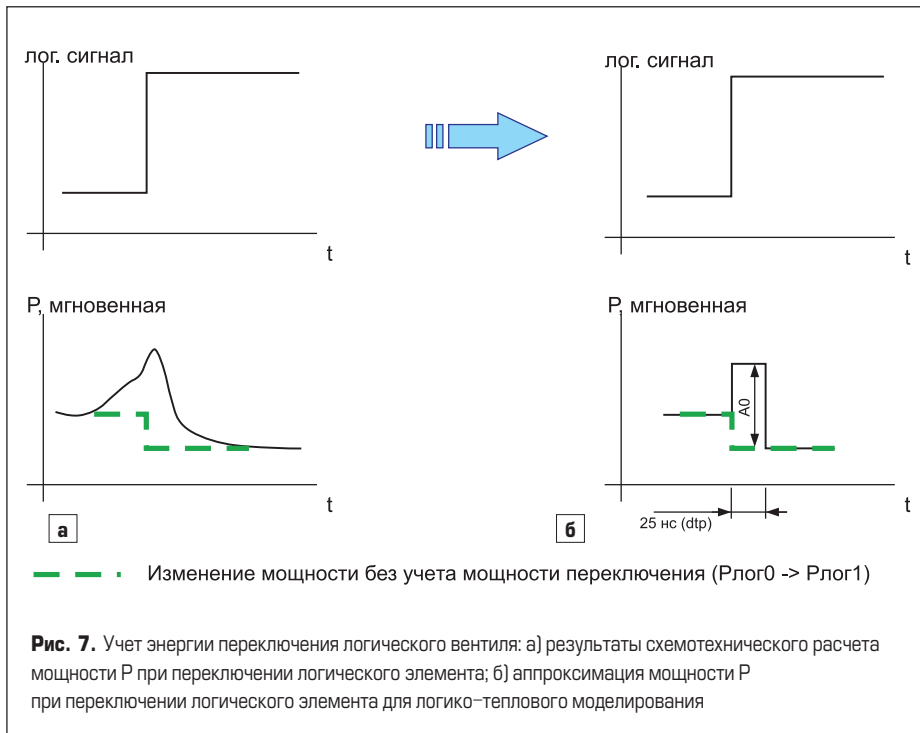 лог. сигнал
t
P, мгновенная
t
а
лог. сигнал
t
P, мгновенная
A0
t
25 нс (dtp)
б
Изменение мощности без учета мощности переключения (Рлог0 -> Рлог1)
Рис. 7. Учет энергии переключения логического вентиля: а) результаты схемотехнического расчета
мощности P при переключении логического элемента; б) аппроксимация мощности P
при переключении логического элемента для логико-теплового моделирования